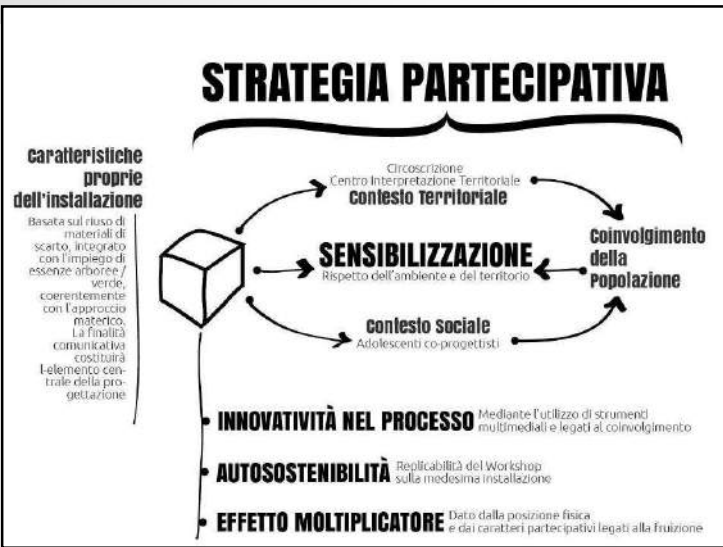 STRATEGIA PARTECIPATIVA
Caratteristiche
proprie
dell'installazione
Basata sul riuso di
materiali di
scarto, integrato
con l'impiego di
essenze arboree /
verde,
coerentemente
con l'approccio
materico.
La finalità
comunicativa
costituirà
l-elemento cen-
trale della pro-
gettazione
Circoscrizione
Centro Interpretazione Territoriale
Contesto Territoriale
SENSIBILIZZAZIONE
Rispetto dell'ambiente e del territorio
Contesto Sociale
Adolescenti co-progettisti
Coinvolgimento
della
Popolazione
INNOVATIVITÀ NEL PROCESSO Mediante l'utilizzo di strumenti
multimediali e legati al coinvolgimento
AUTOSOSTENIBILITÀ Replicabilità del Workshop
sulla medesima installazione
EFFETTO MOLTIPLICATORE Dato dalla posizione fisica
e dai caratteri partecipativi legati alla fruizione